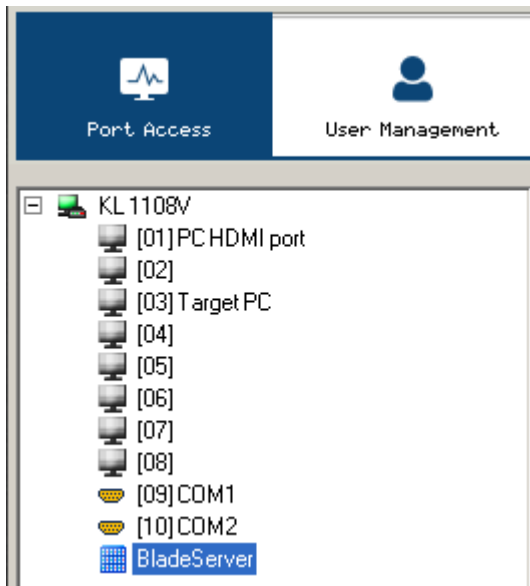 Port Access User Management
KL1108V
[01] PC HDMI port
[02]
[03] Target PC
[04]
[05]
[06]
[07]
[08]
[09] COM1
[10] COM2
BladeServer